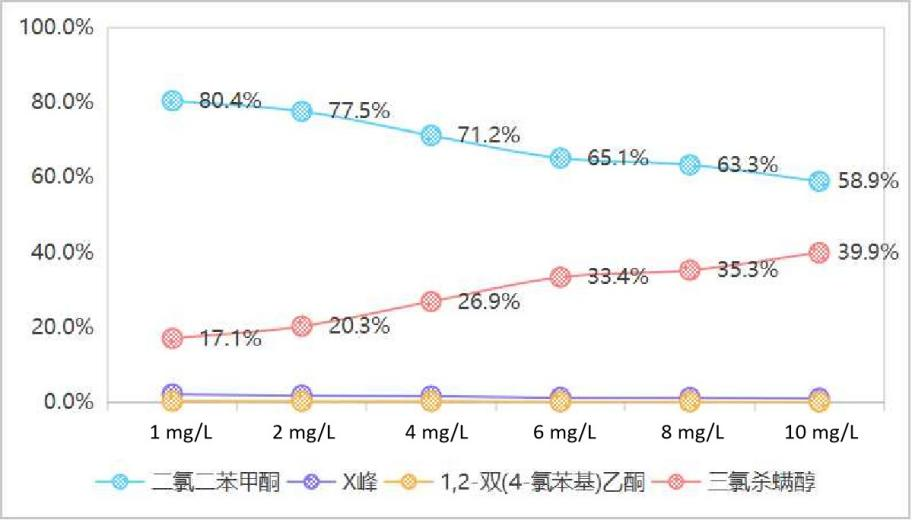 100.0%
80.0%
60.0%
40.0%
20.0%
0.0%
80.4%
77.5%
71.2%
65.1%
63.3%
58.9%
17.1%
20.3%
26.9%
33.4%
35.3%
39.9%
1 mg/L
2 mg/L
4 mg/L
6 mg/L
8 mg/L
10 mg/L
二氯二苯甲酮
X峰
1,2-双(4-氯苯基)乙酮
三氯杀螨醇